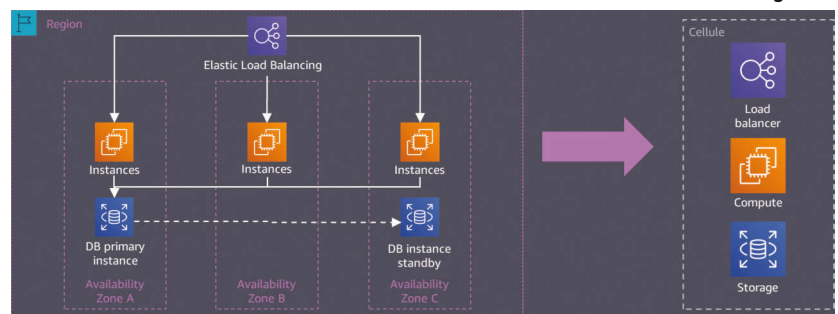 Region
Elastic Load Balancing
Instances
Instances
Instances
DB primary
instance
DB instance
standby
Availability
Zone A
Availability
Zone B
Availability
Zone C
Cellule
Load
balancer
Compute
Storage